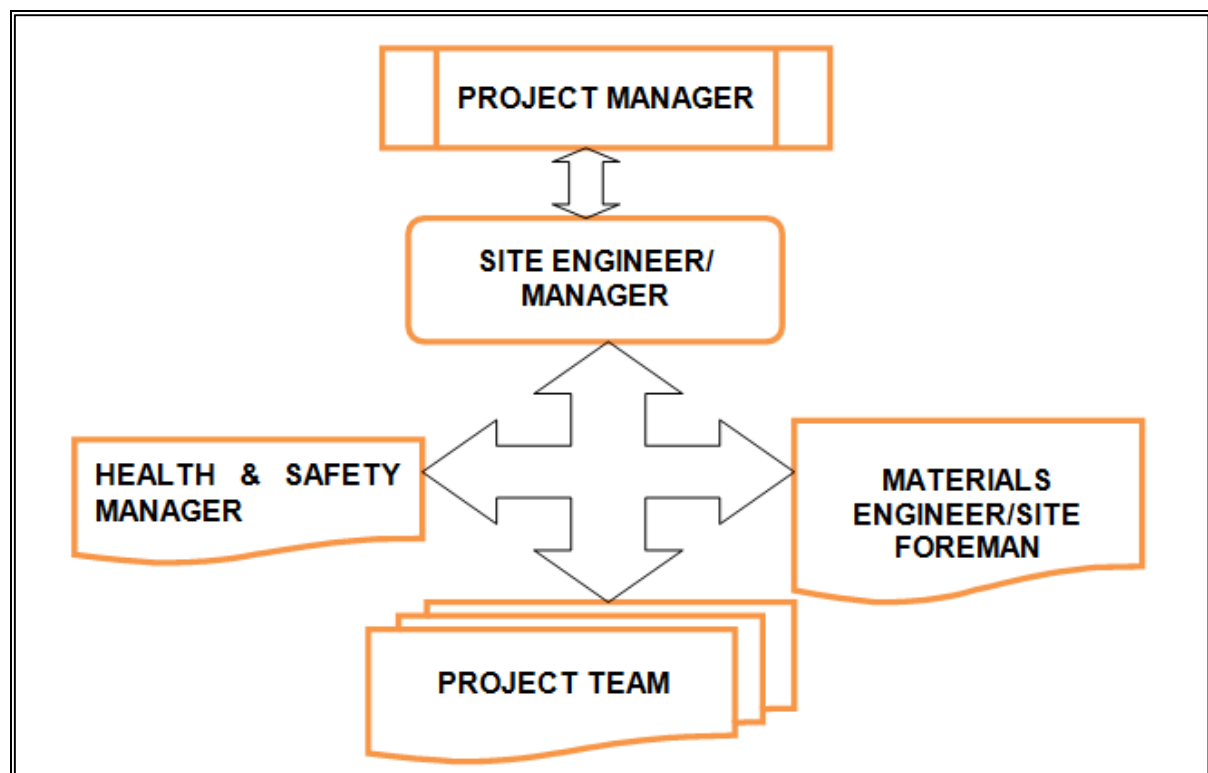 PROJECT MANAGER
SITE ENGINEER/
MANAGER
HEALTH & SAFETY
MANAGER
MATERIALS
ENGINEER/SITE
FOREMAN
PROJECT TEAM